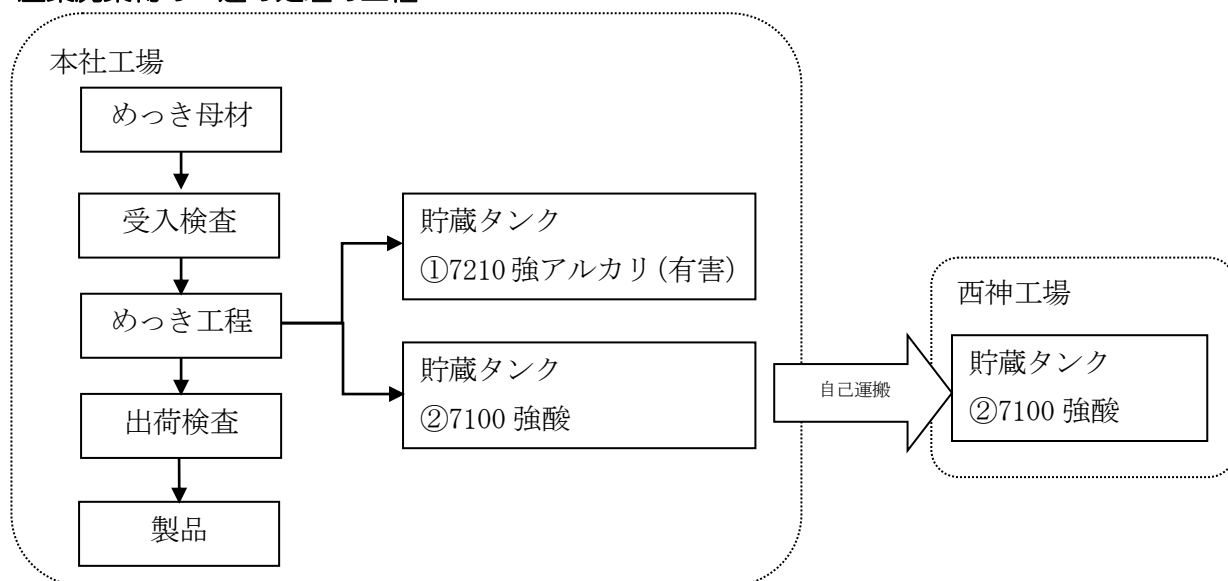 本社工場
めっき母材
受入検査
めっき工程
出荷検査
製品
貯蔵タンク
①7210 強アルカリ(有害)
貯蔵タンク
②7100 強酸
自己運搬
西神工場
貯蔵タンク
②7100 強酸